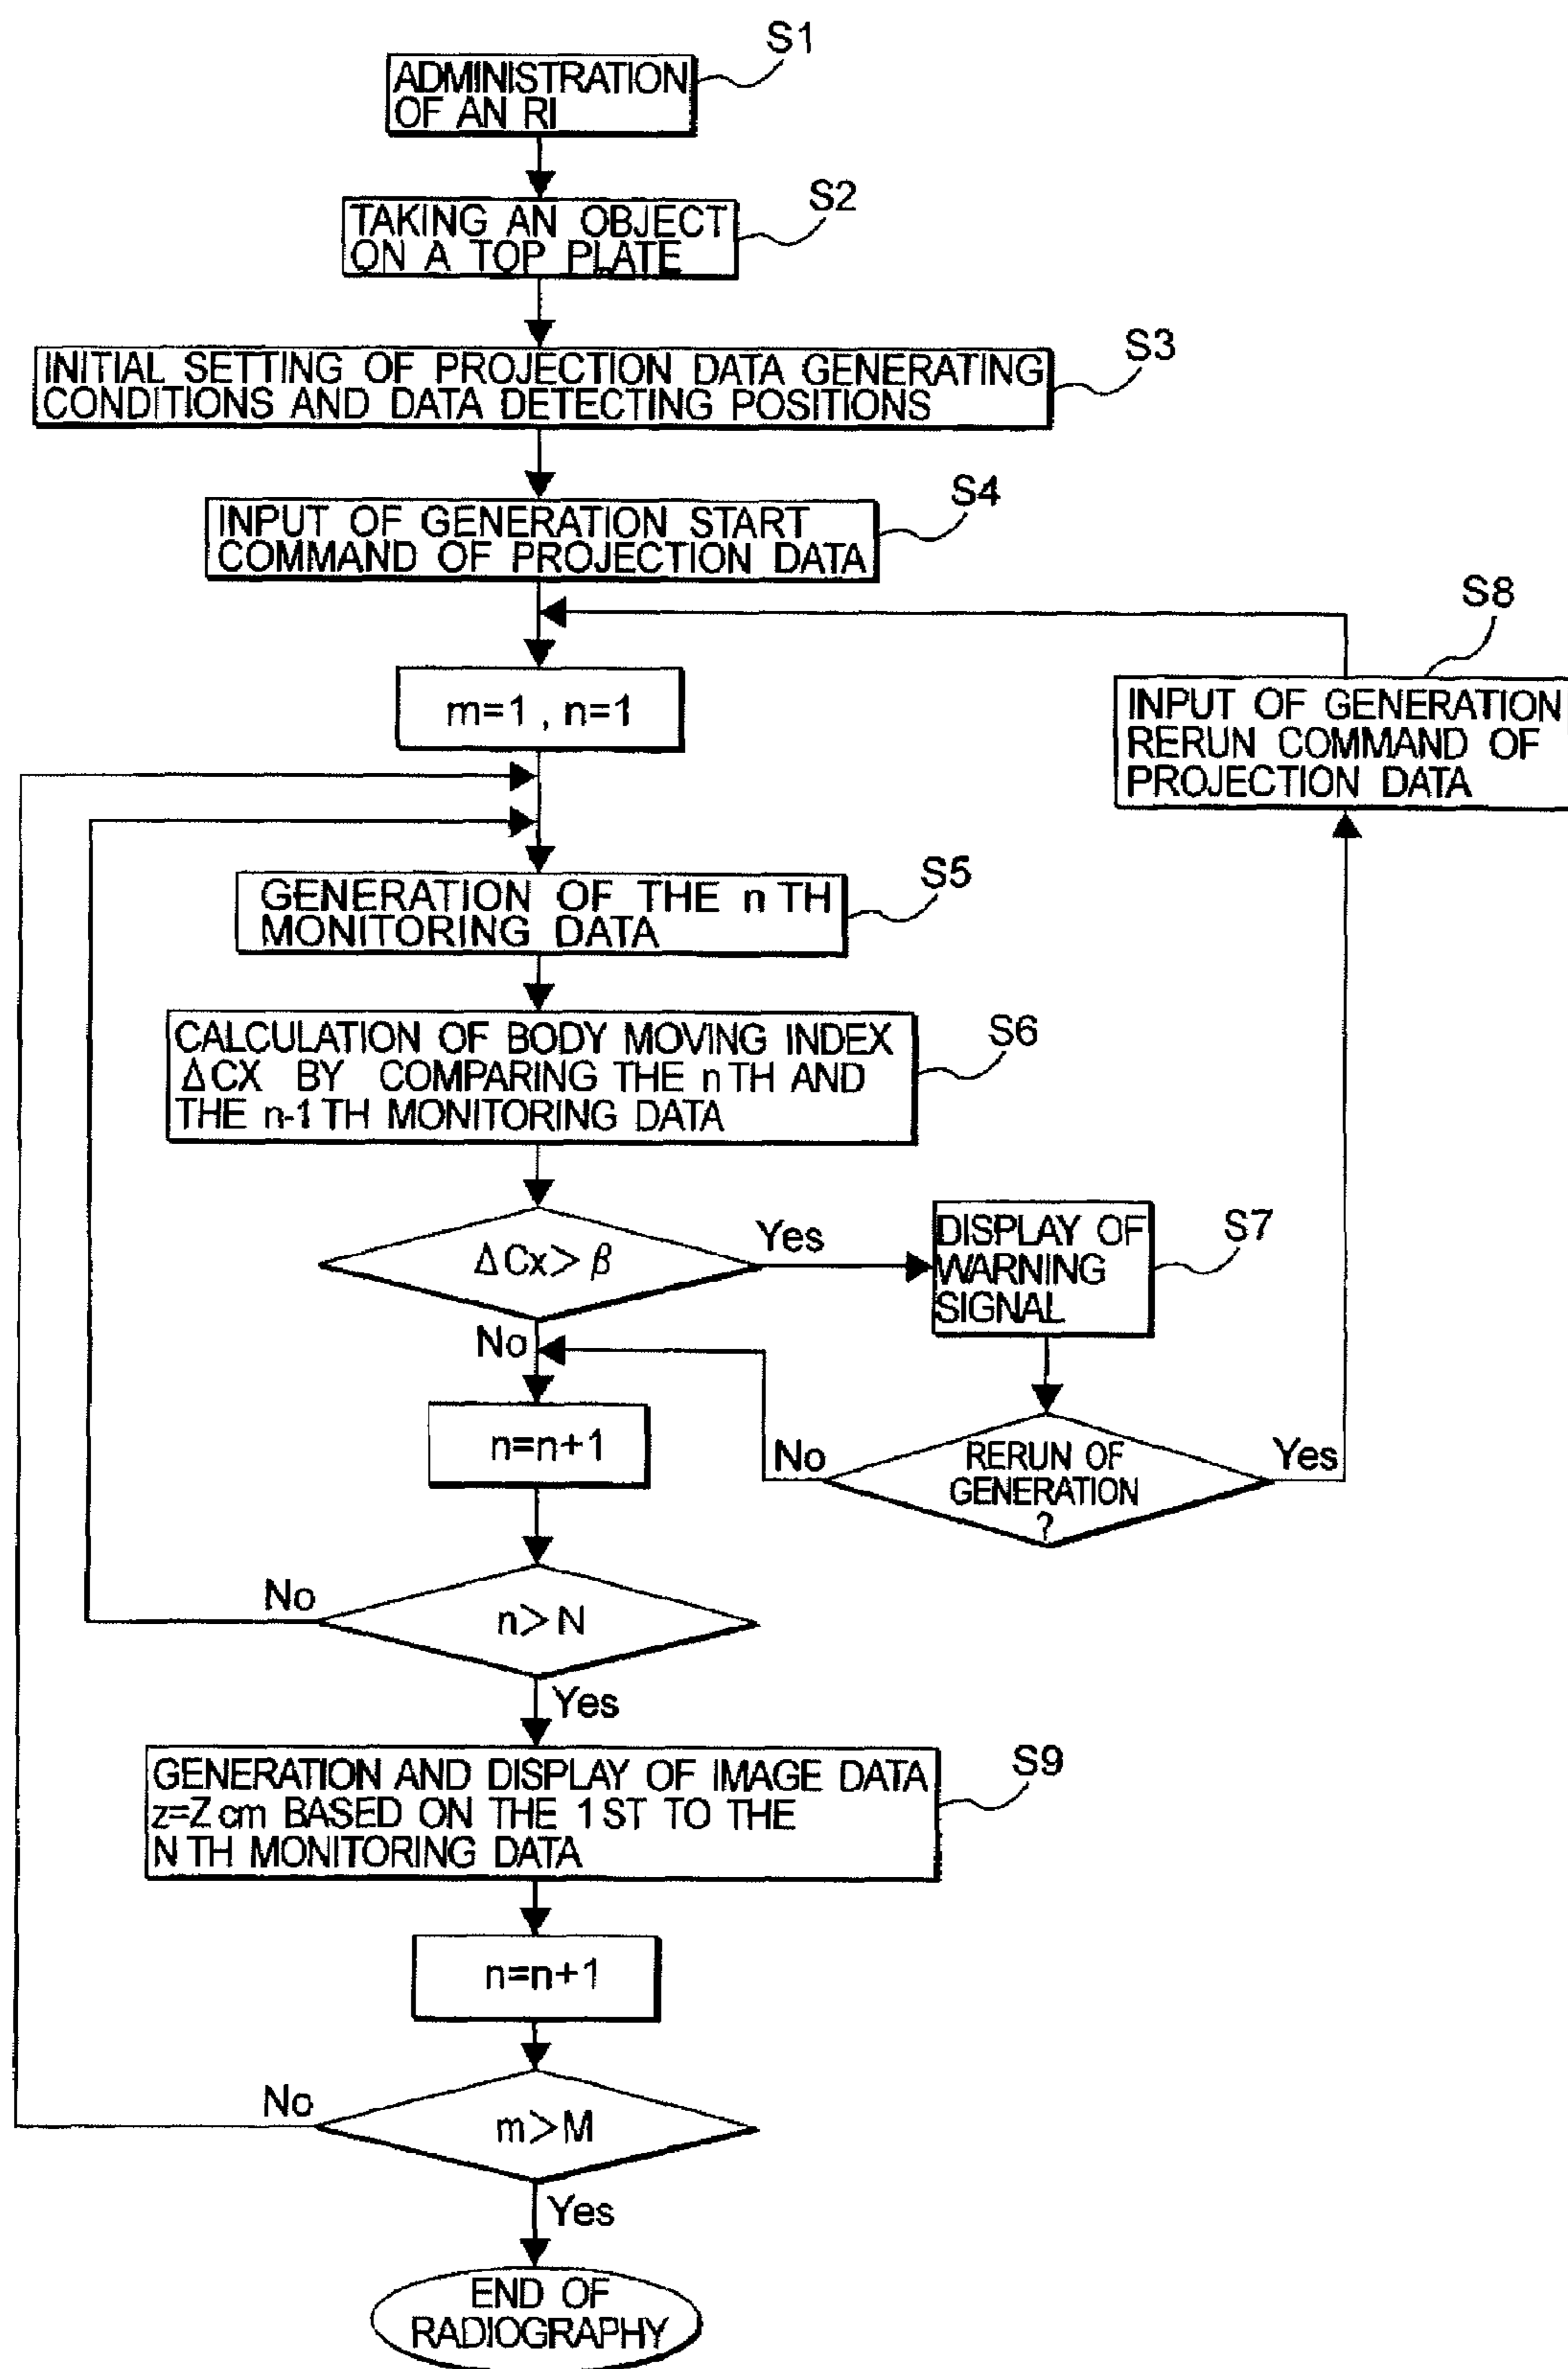 S1
ADMINISTRATION
OF AN RI
S2
TAKING AN OBJECT
ON A TOP PLATE
S3
INITIAL SETTING OF PROJECTION DATA GENERATING
CONDITIONS AND DATA DETECTING POSITIONS
S4
INPUT OF GENERATION START
COMMAND OF PROJECTION DATA
S8
INPUT OF GENERATION
RERUN COMMAND OF
PROJECTION DATA
m=1 , n=1
S5
GENERATION OF THE n TH
MONITORING DATA
S6
CALCULATION OF BODY MOVING INDEX
ΔCX BY COMPARING THE n TH AND
THE n-1 TH MONITORING DATA
ΔCx> β
Yes
S7
DISPLAY OF
WARNING
SIGNAL
No
n=n+1
No
RERUN OF
GENERATION
?
Yes
No
n>N
Yes
S9
GENERATION AND DISPLAY OF IMAGE DATA
z=Z cm BASED ON THE 1 ST TO THE
N TH MONITORING DATA
n=n+1
No
m>M
Yes
END OF
RADIOGRAPHY